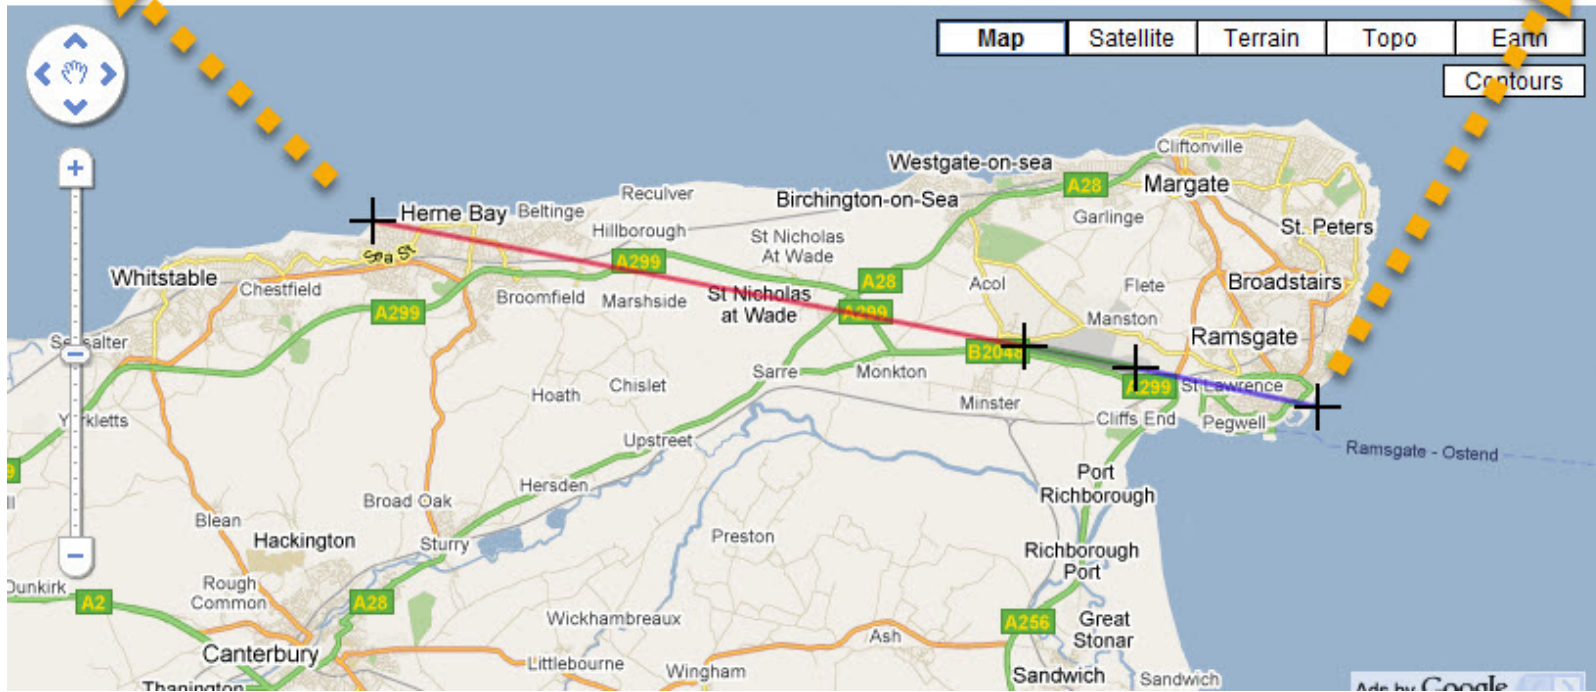 Map
Satellite
Terrain
Topo
Earth
Contours
Cliftonville
Westgate-on-sea
A28
Margate
Reculver
Birchington-on-Sea
Herne Bay
Beltinge
Garlinge
St. Peters
Hillborough
St Nicholas
At Wade
Sea St
A299
Whitstable
Chestfield
A28
Acol
Flete
Broadstairs
Broomfield
Marshside
St Nicholas
at Wade
A299
A299
Manston
Ramsgate
B2048
Sarre
Monkton
A299
St Lawrence
Hoath
Chislet
Minster
Cliffs End
Pegwell
Upstreet
Ramsgate - Ostend
Port
Richborough
Hersden
Broad Oak
Blean
Hackington
Sturry
Preston
Richborough
Port
Dunkirk
Rough
Common
A2
A28
Wickhambreaux
A256
Great
Stonar
Ash
Canterbury
Littlebourne
Wingham
Sandwich
Sandwich
Thanington
Ads by Google